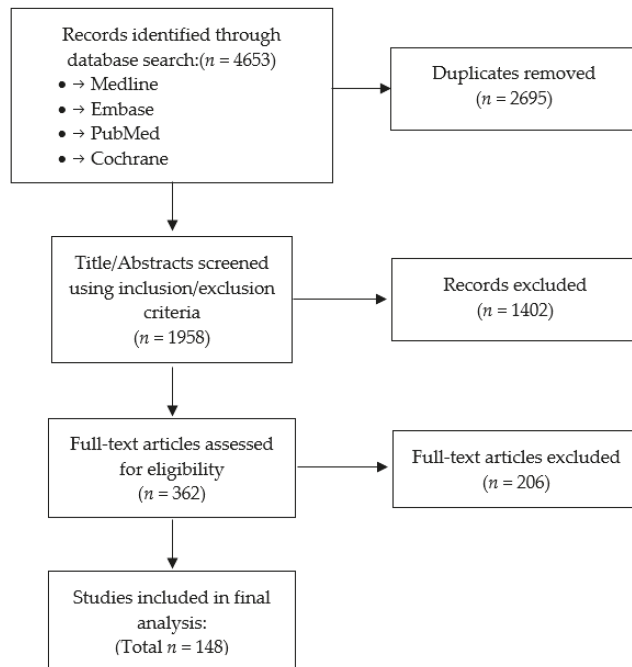 Records identified through
database search:(n = 4653)
• → Medline
• → Embase
• → PubMed
• → Cochrane
Duplicates removed
(n = 2695)
Title/Abstracts screened
using inclusion/exclusion
criteria
(n = 1958)
Records excluded
(n = 1402)
Full-text articles assessed
for eligibility
(n = 362)
Full-text articles excluded
(n = 206)
Studies included in final
analysis:
(Total n = 148)